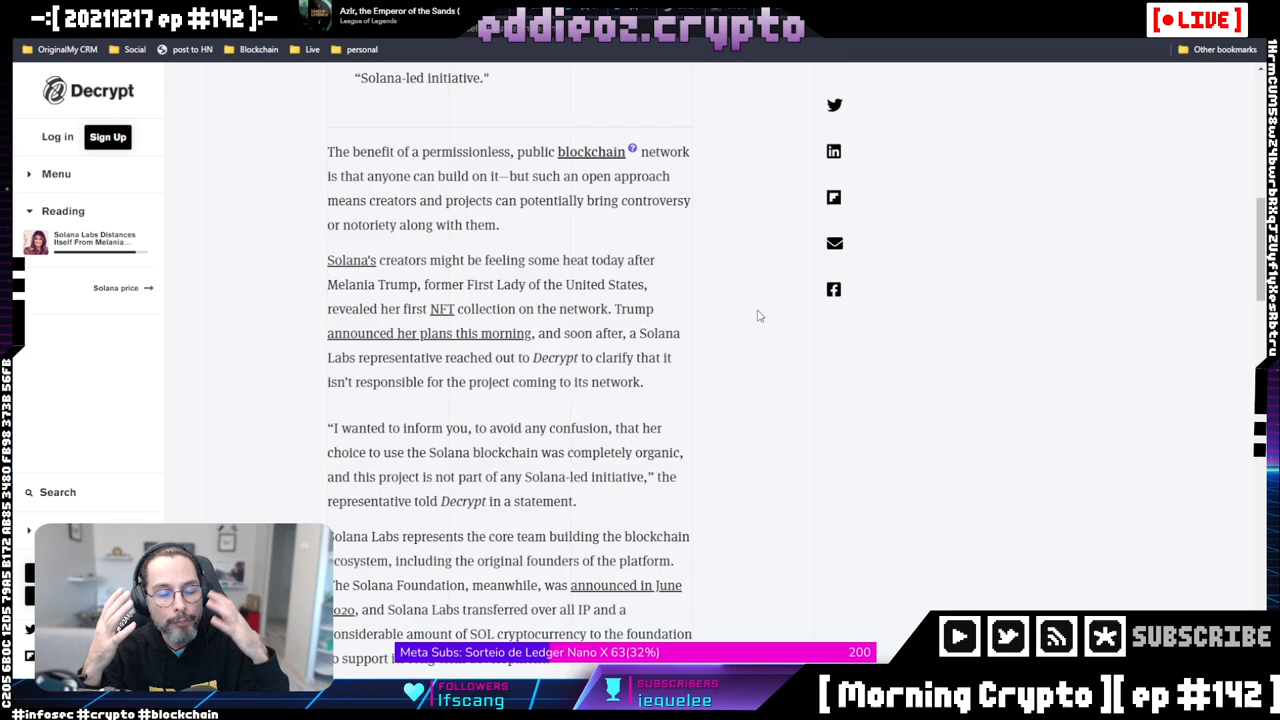 -:[ 20211217 ep #142 ]:-
Azir, the Emperor of the Sands (
League of Legends
eddieoz.crypto
[ LIVE ]
OriginalMy CRM
Social
post to HN
Blockchain
Live
personal
Other bookmarks
Decrypt
Log in
Sign Up
Menu
Reading
Solana Labs Distances
Itself From Melania...
Solana price
Search
“Solana-led initiative."
The benefit of a permissionless, public blockchain network
is that anyone can build on it—but such an open approach
means creators and projects can potentially bring controversy
or notoriety along with them.
Solana's creators might be feeling some heat today after
Melania Trump, former First Lady of the United States,
revealed her first NFT collection on the network. Trump
announced her plans this morning, and soon after, a Solana
Labs representative reached out to Decrypt to clarify that it
isn’t responsible for the project coming to its network.
“I wanted to inform you, to avoid any confusion, that her
choice to use the Solana blockchain was completely organic,
and this project is not part of any Solana-led initiative,” the
representative told Decrypt in a statement.
Solana Labs represents the core team building the blockchain
ecosystem, including the original founders of the platform.
The Solana Foundation, meanwhile, was announced in June
2020, and Solana Labs transferred over all IP and a
considerable amount of SOL cryptocurrency to the foundation
Meta Subs: Sorteio de Ledger Nano X 63(32%)
200
FOLLOWERS
lfscang
SUBSCRIBERS
iequelee
SUBSCRIBE
[ Morning Crypto ][ ep #142 ]
#infosec #crypto #blockchain